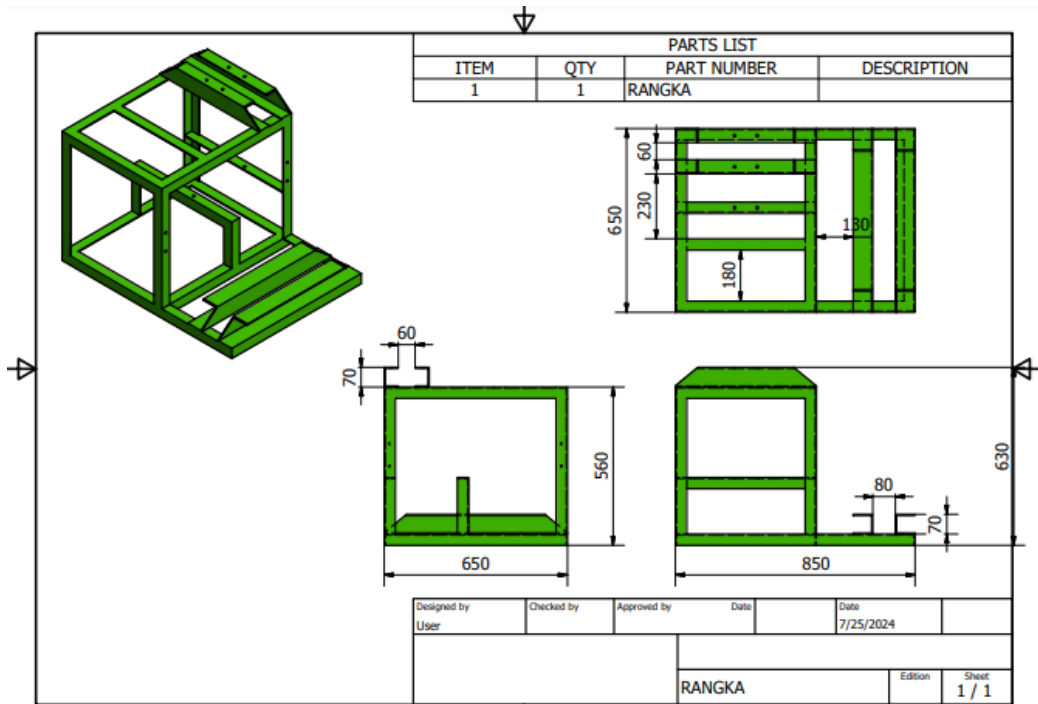 PARTS LIST
ITEM QTY PART NUMBER DESCRIPTION
1 1 RANGKA
60
230
650
180
130
60
70
560
650
630
80
70
850
Designed by Checked by Approved by Date Date
User 7/25/2024
RANGKA Edition Sheet
1 / 1